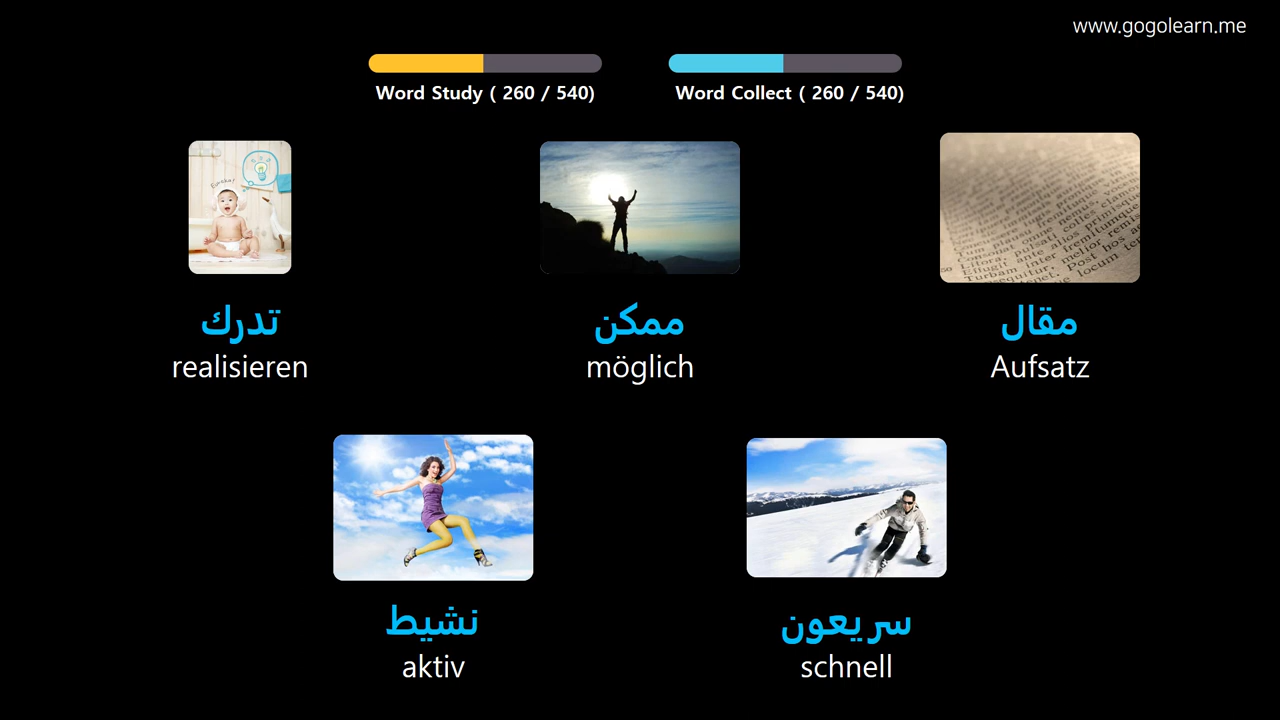 www.gogolearn.me
Word Study ( 260 / 540)
Word Collect ( 260 / 540)
Eureka!
تدرك
realisieren
ممكن
möglich
مقال
Aufsatz
نشيط
aktiv
سريعون
schnell